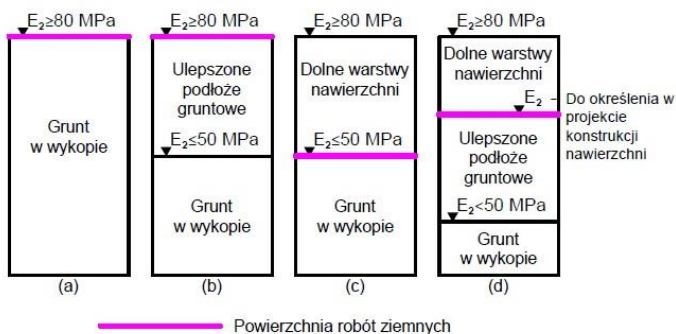 E₂≥80 MPa
Grunt
w wykopie
(a)
E₂≥80 MPa
Ulepszone
podłoże
gruntowe
E₂≤50 MPa
Grunt
w wykopie
(b)
E₂≥80 MPa
Dolne warstwy
nawierzchni
E₂≤50 MPa
Grunt
w wykopie
(c)
E₂≥80 MPa
Dolne warstwy
nawierzchni
E₂ – Do określenia w
projekcie
konstrukcji
nawierzchni
Ulepszone
podłoże
gruntowe
E₂<50 MPa
Grunt
w wykopie
(d)
Powierzchnia robót ziemnych